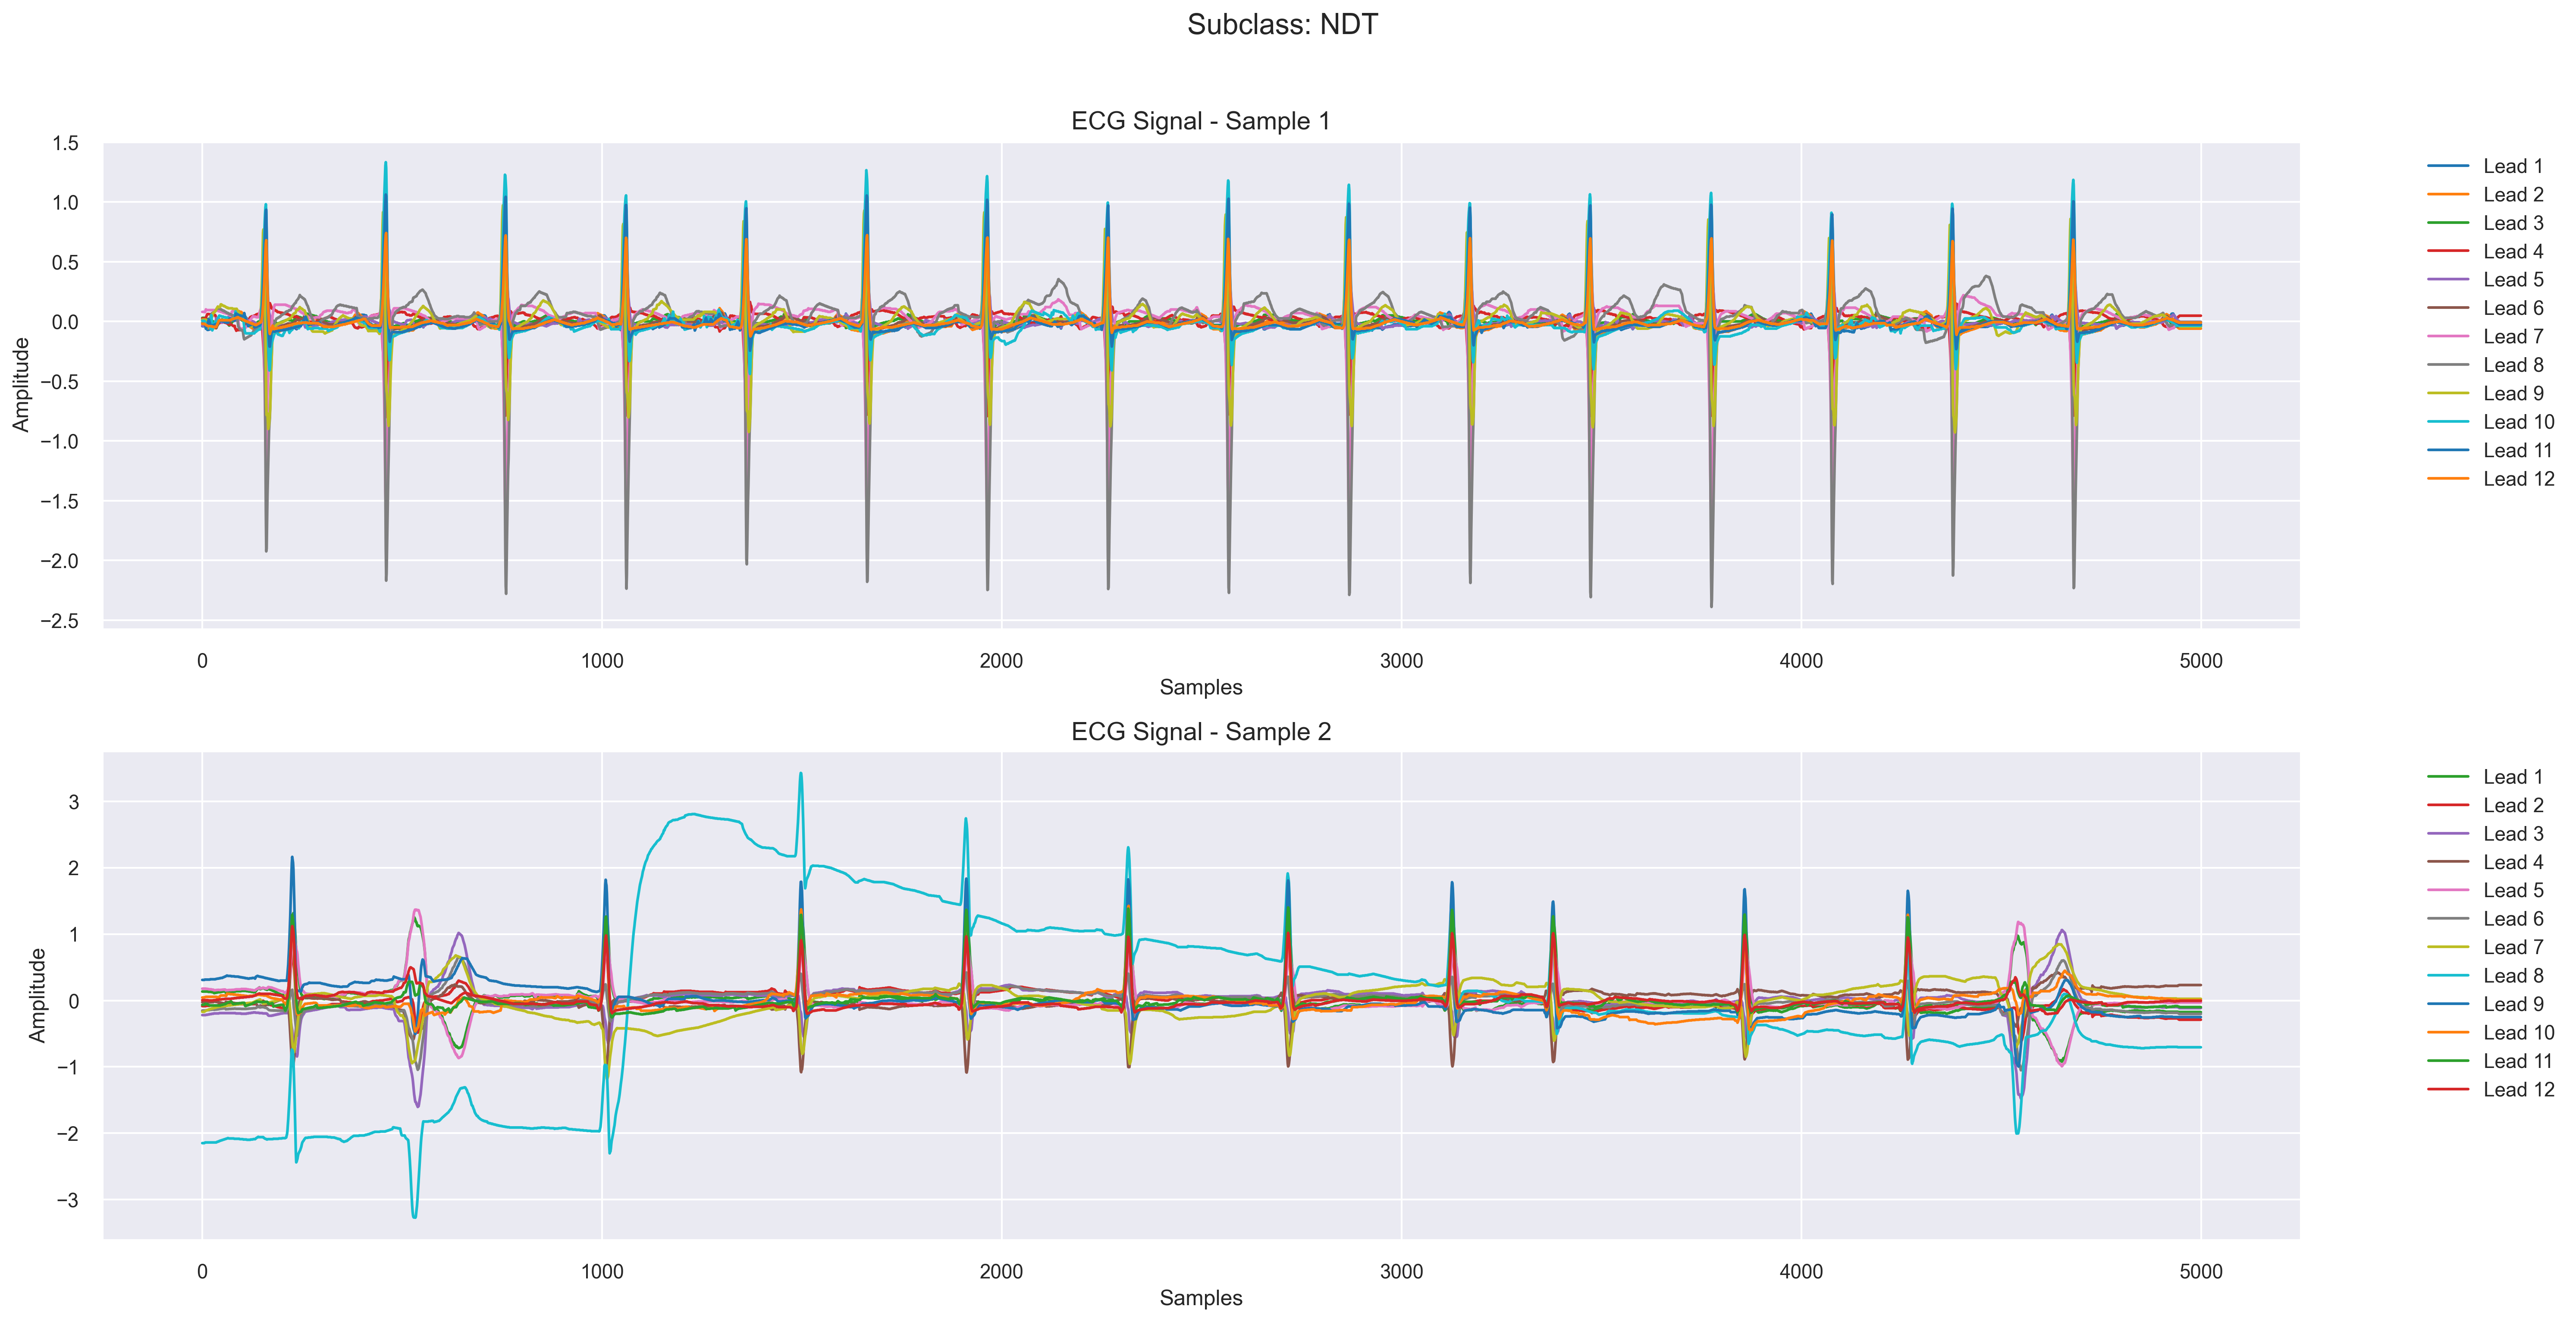 Subclass: NDT
ECG Signal - Sample 1
1.5
1.0
0.5
0.0
−0.5
−1.0
−1.5
−2.0
−2.5
Amplitude
0 1000 2000 3000 4000 5000
Samples
Lead 1
Lead 2
Lead 3
Lead 4
Lead 5
Lead 6
Lead 7
Lead 8
Lead 9
Lead 10
Lead 11
Lead 12
ECG Signal - Sample 2
3
2
1
0
−1
−2
−3
Amplitude
0 1000 2000 3000 4000 5000
Samples
Lead 1
Lead 2
Lead 3
Lead 4
Lead 5
Lead 6
Lead 7
Lead 8
Lead 9
Lead 10
Lead 11
Lead 12